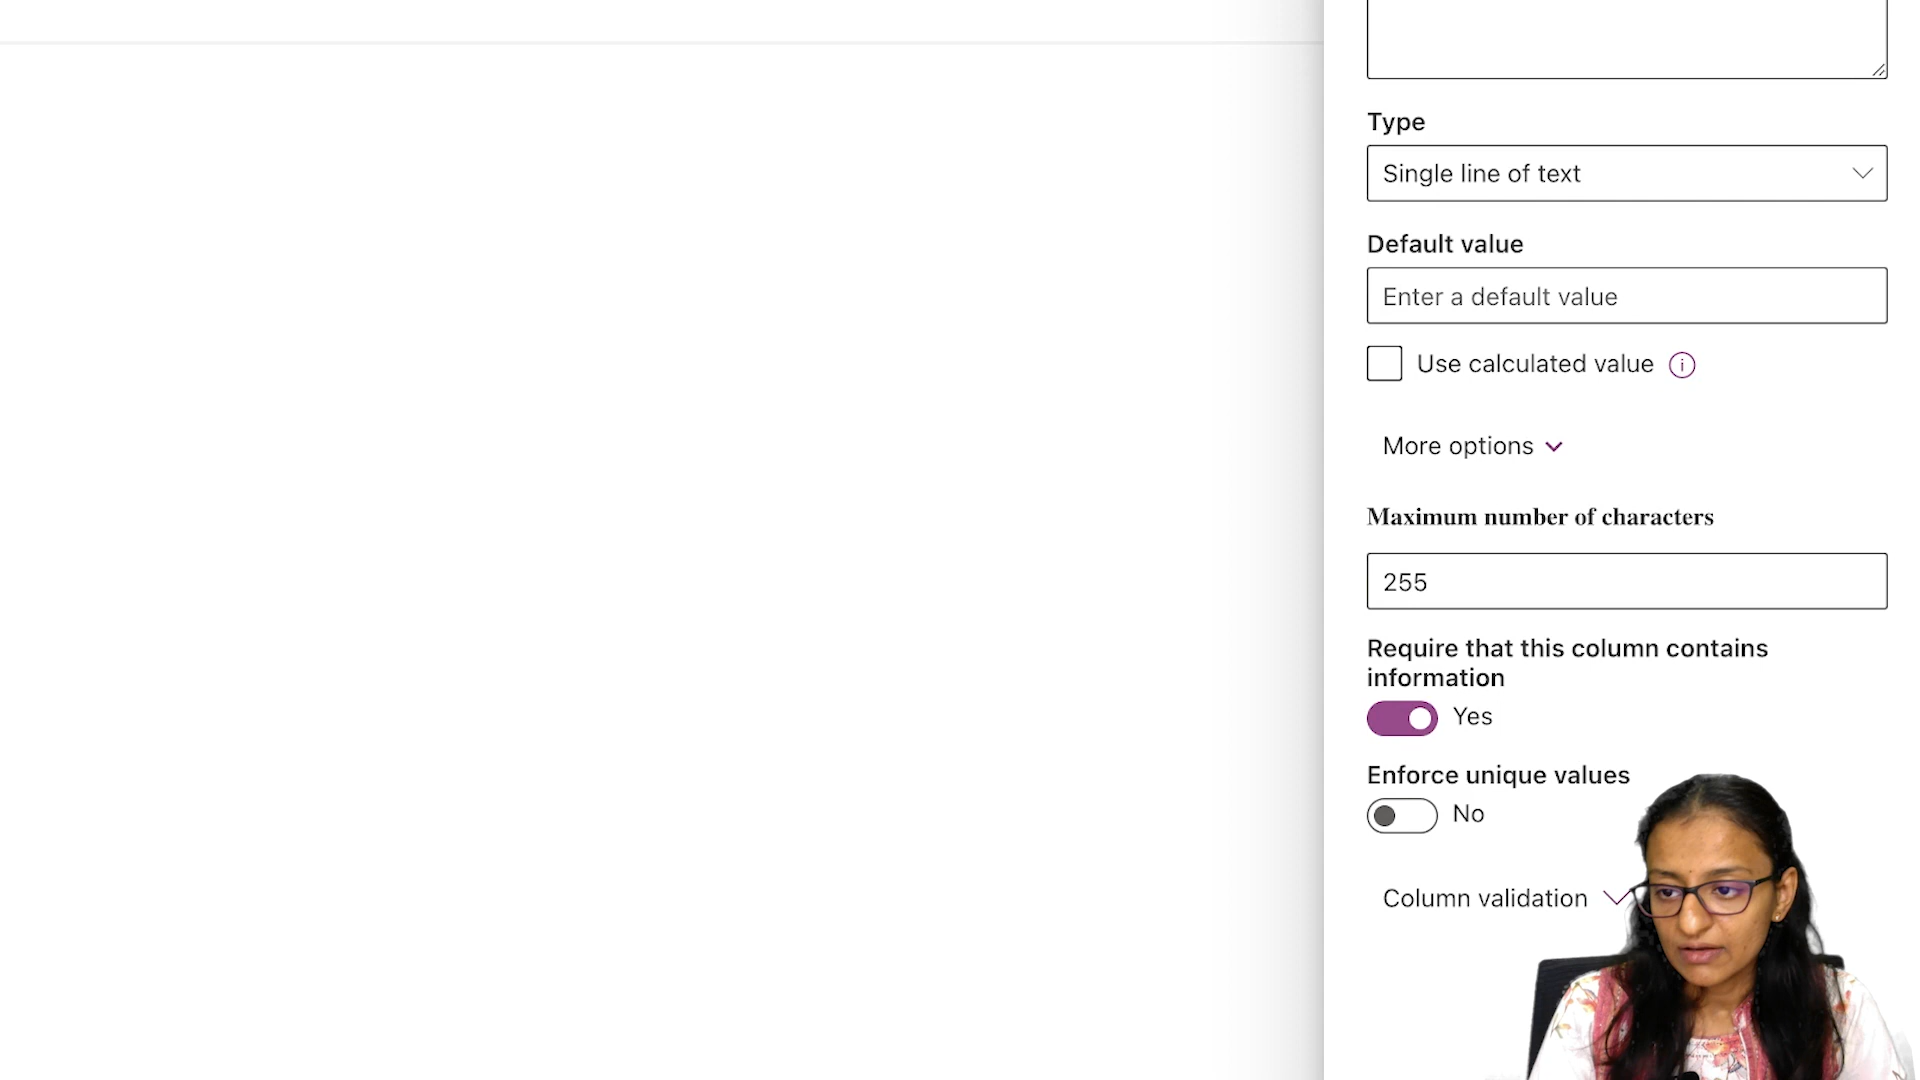 Type
Single line of text
Default value
Enter a default value
Use calculated value
More options
Maximum number of characters
255
Require that this column contains
information
Yes
Enforce unique values
No
Column validation